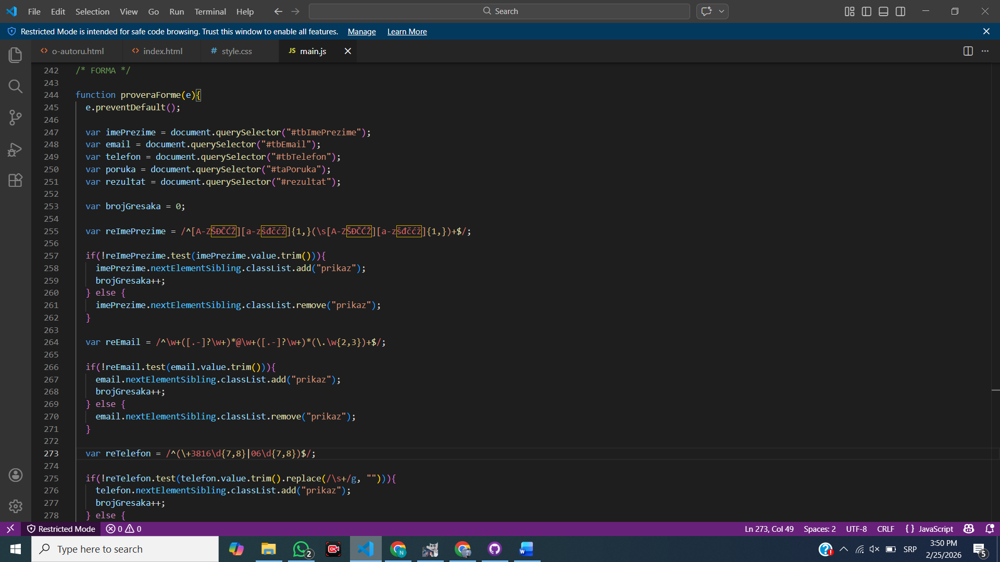 File Edit Selection View Go Run Terminal Help
Search
Restricted Mode is intended for safe code browsing. Trust this window to enable all features. Manage Learn More
<> o-autoru.html
<> index.html
# style.css
JS main.js
242 /* FORMA */
243
244 function proveraForme(e){
245 e.preventDefault();
246
247 var imePrezime = document.querySelector("#tbImePrezime");
248 var email = document.querySelector("#tbEmail");
249 var telefon = document.querySelector("#tbTelefon");
250 var poruka = document.querySelector("#taPoruka");
251 var rezultat = document.querySelector("#rezultat");
252
253 var brojGresaka = 0;
254
255 var reImePrezime = /^[A-ZŠĐČĆŽ][a-zšđčćž]{1,}(\s[A-ZŠĐČĆŽ][a-zšđčćž]{1,})+$/;
256
257 if(!reImePrezime.test(imePrezime.value.trim())){
258 imePrezime.nextElementSibling.classList.add("prikaz");
259 brojGresaka++;
260 } else {
261 imePrezime.nextElementSibling.classList.remove("prikaz");
262 }
263
264 var reEmail = /^\w+([.-]?\w+)*@\w+([.-]?\w+)*(\.\w{2,3})+$/;
265
266 if(!reEmail.test(email.value.trim())){
267 email.nextElementSibling.classList.add("prikaz");
268 brojGresaka++;
269 } else {
270 email.nextElementSibling.classList.remove("prikaz");
271 }
272
273 var reTelefon = /^(\+3816\d{7,8}|06\d{7,8})$/;
274
275 if(!reTelefon.test(telefon.value.trim().replace(/\s+/g, ""))){
276 telefon.nextElementSibling.classList.add("prikaz");
277 brojGresaka++;
278 } else {
Restricted Mode 0 0 Ln 273, Col 49 Spaces: 2 UTF-8 CRLF {} JavaScript
Type here to search
2
N
SRP
3:50 PM
2/25/2026
5